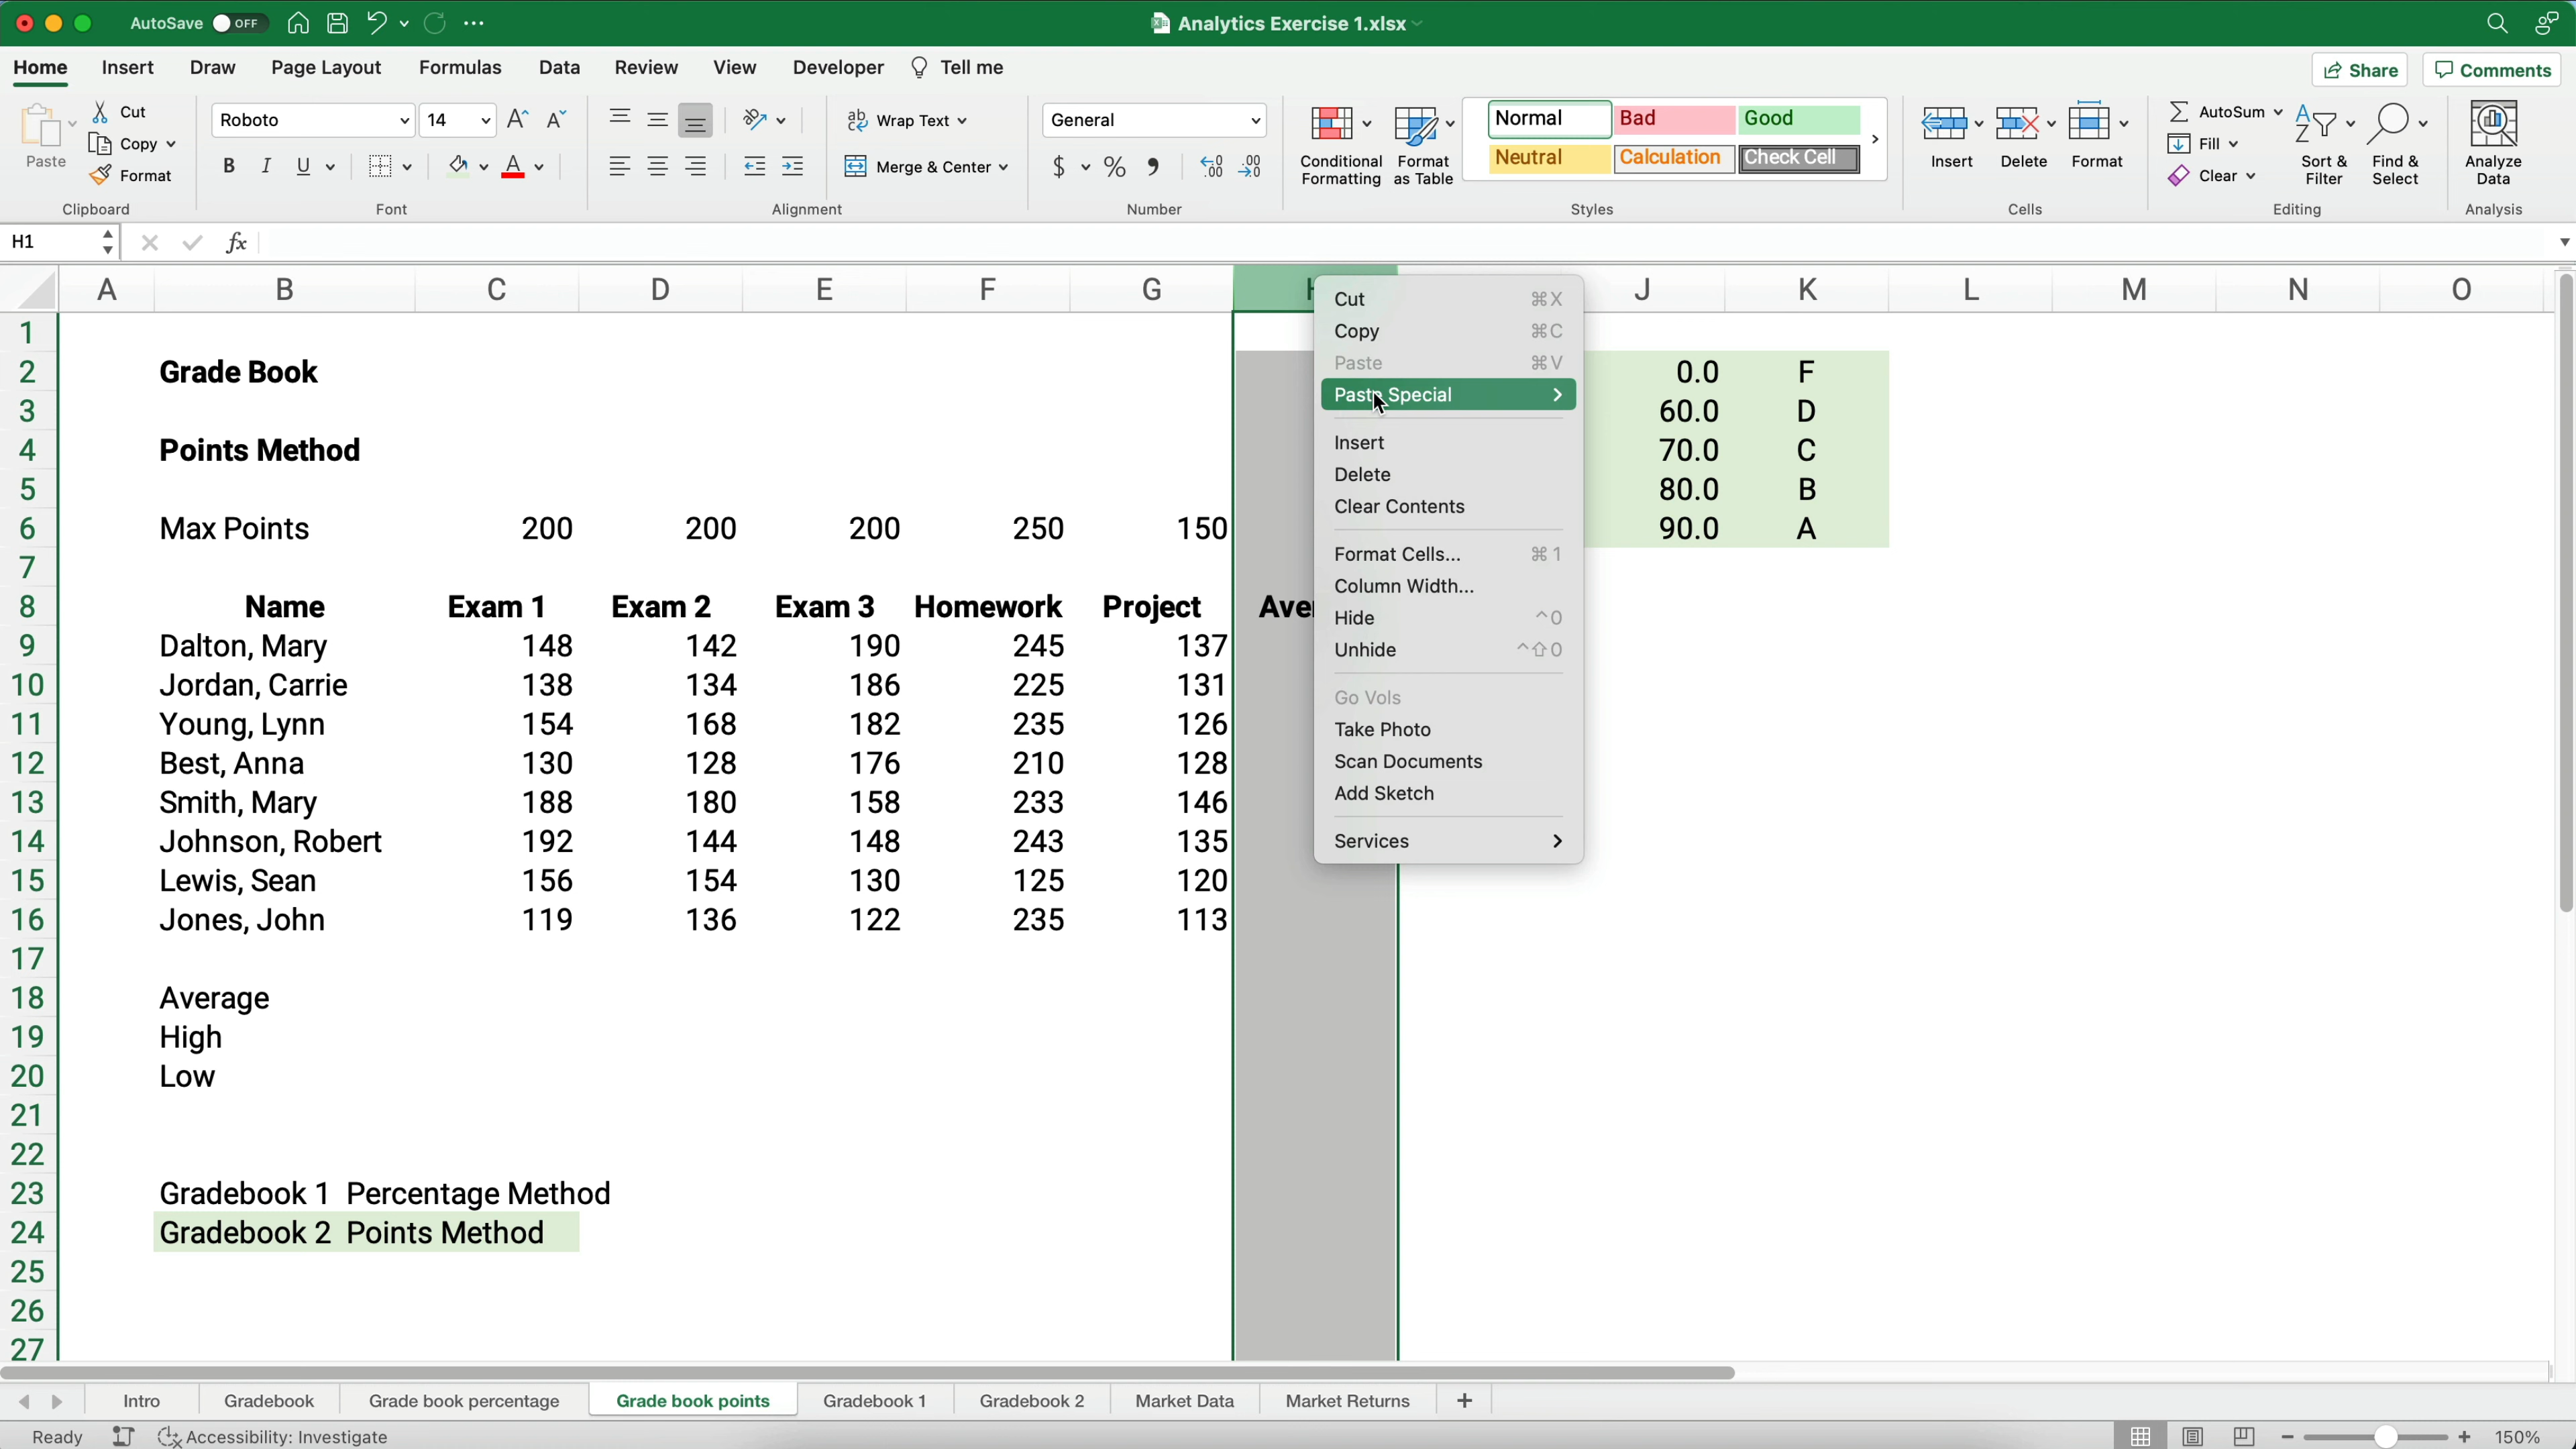 AutoSave OFF Analytics Exercise 1.xlsx
Home Insert Draw Page Layout Formulas Data Review View Developer Tell me Share Comments
Paste Cut Copy Format Clipboard
Roboto 14 B I U A Font
Wrap Text Merge & Center Alignment
General $ % Number
Conditional Formatting Format as Table Normal Bad Good Neutral Calculation Check Cell Styles
Insert Delete Format Cells
AutoSum Fill Clear Sort & Filter Find & Select Editing
Analyze Data Analysis
H1 fx
A B C D E F G J K L M N O
1
2 Grade Book 0.0 F
3 60.0 D
4 Points Method 70.0 C
5 80.0 B
6 Max Points 200 200 200 250 150 90.0 A
7
8 Name Exam 1 Exam 2 Exam 3 Homework Project
9 Dalton, Mary 148 142 190 245 137
10 Jordan, Carrie 138 134 186 225 131
11 Young, Lynn 154 168 182 235 126
12 Best, Anna 130 128 176 210 128
13 Smith, Mary 188 180 158 233 146
14 Johnson, Robert 192 144 148 243 135
15 Lewis, Sean 156 154 130 125 120
16 Jones, John 119 136 122 235 113
17
18 Average
19 High
20 Low
21
22
23 Gradebook 1 Percentage Method
24 Gradebook 2 Points Method
25
26
27
Cut ⌘X
Copy ⌘C
Paste ⌘V
Paste Special
Insert
Delete
Clear Contents
Format Cells... ⌘1
Column Width...
Hide ^0
Unhide ^⇧0
Go Vols
Take Photo
Scan Documents
Add Sketch
Services
Intro Gradebook Grade book percentage Grade book points Gradebook 1 Gradebook 2 Market Data Market Returns +
Ready Accessibility: Investigate 150%